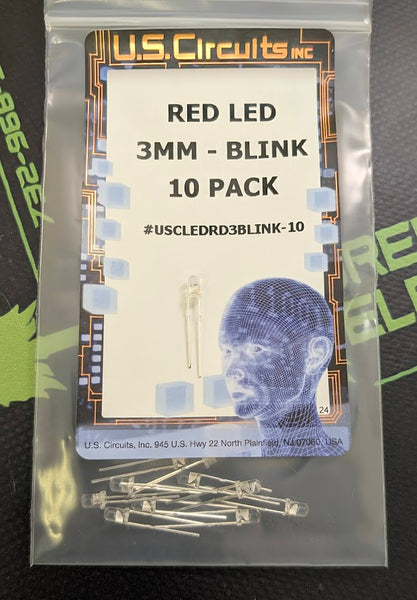 U.S. Circuits INC
RED LED
3MM - BLINK
10 PACK
#USCLEDRD3BLINK-10
24
U.S. Circuits, Inc. 945 U.S. Hwy 22 North Plainfield, NJ 07060, USA